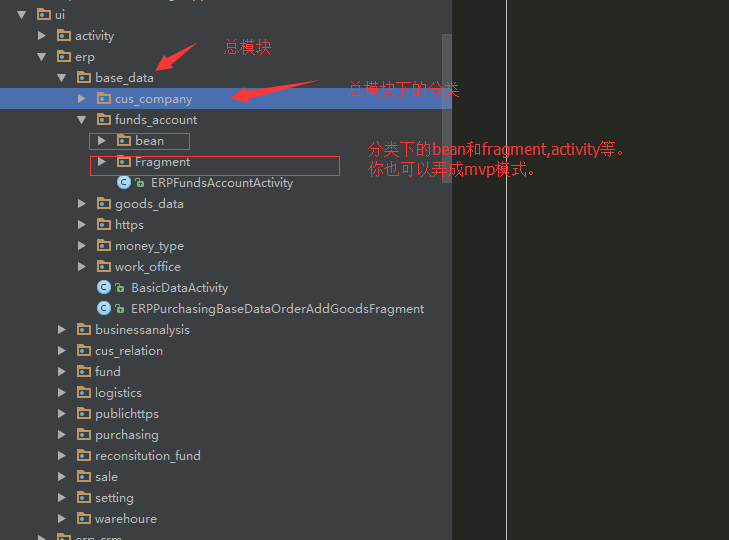 ui
activity
erp
总模块
base_data
总模块下的分类
cus_company
funds_account
bean
分类下的bean和fragment,activity等。
Fragment
你也可以弄成mvp模式。
ERPFundsAccountActivity
goods_data
https
money_type
work_office
BasicDataActivity
ERPPurchasingBaseDataOrderAddGoodsFragment
businessanalysis
cus_relation
fund
logistics
publichttps
purchasing
reconsitution_fund
sale
setting
warehoure
erp_crm